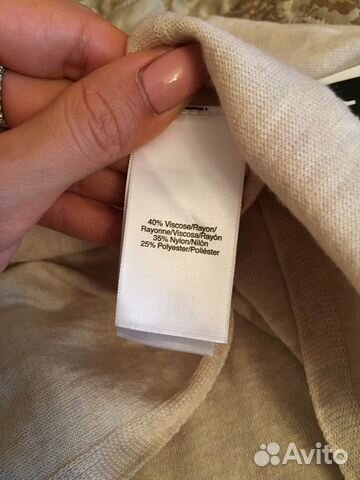 40% Viscose/Rayon/
Rayonne/Viscosa/Rayón
35% Nylon/Nilón
25% Polyester/Poliéster
Avito